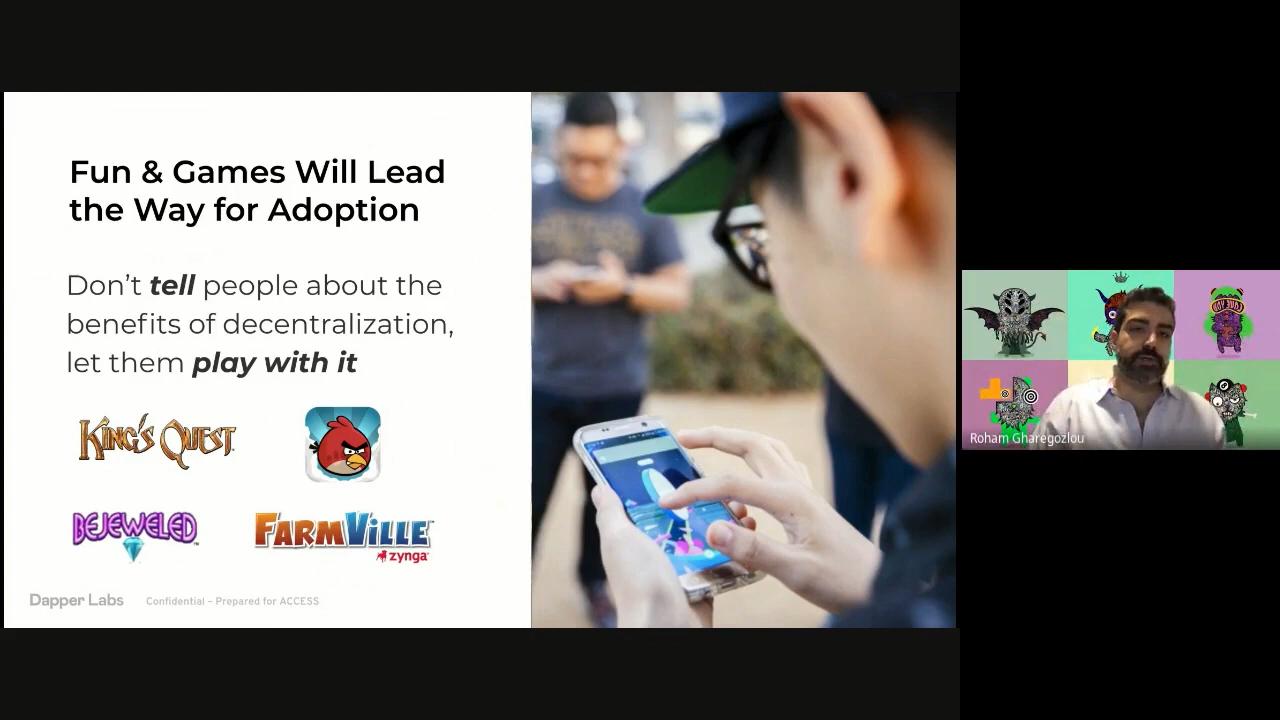 Fun & Games Will Lead
the Way for Adoption
Don't tell people about the
benefits of decentralization,
let them play with it
KING'S QUEST
BEJEWELED
FARMVILLE
zynga
Dapper Labs
Confidential – Prepared for ACCESS
Roham Gharegozlou